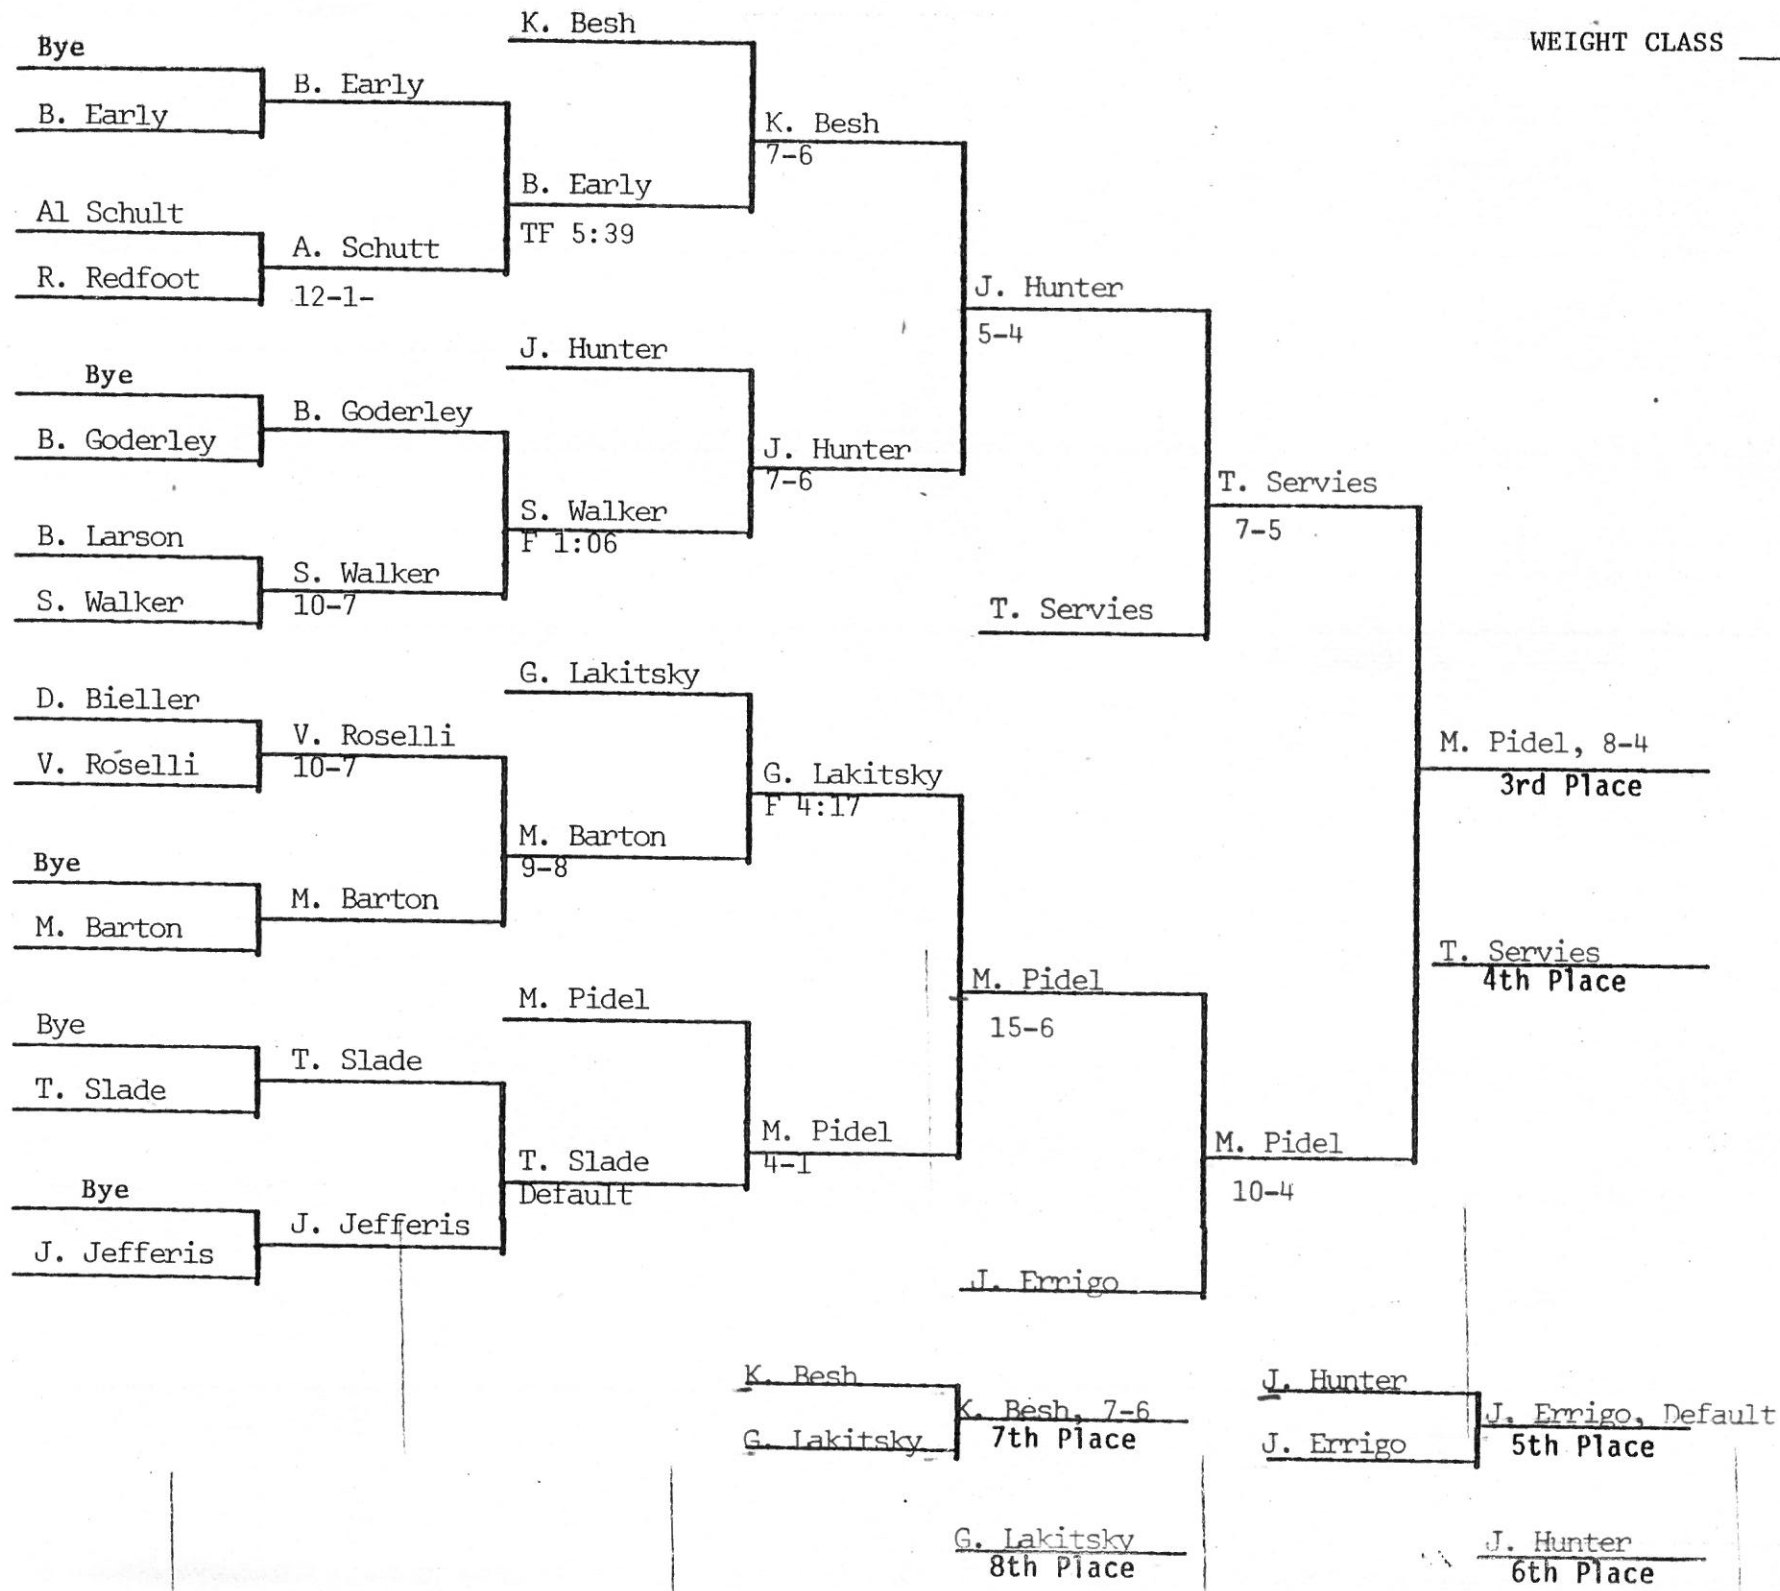 WEIGHT CLASS
Bye
B. Early
Al Schult
R. Redfoot
Bye
B. Goderley
B. Larson
S. Walker
D. Bieller
V. Roselli
Bye
M. Barton
Bye
T. Slade
Bye
J. Jefferis
B. Early
A. Schutt
12-1-
B. Goderley
S. Walker
10-7
V. Roselli
10-7
M. Barton
T. Slade
J. Jefferis
K. Besh
B. Early
TF 5:39
J. Hunter
S. Walker
F 1:06
G. Lakitsky
M. Barton
9-8
M. Pidel
T. Slade
Default
K. Besh
7-6
J. Hunter
7-6
G. Lakitsky
F 4:17
M. Pidel
4-1
J. Hunter
5-4
T. Servies
M. Pidel
15-6
J. Errigo
T. Servies
7-5
M. Pidel
10-4
M. Pidel, 8-4
3rd Place
T. Servies
4th Place
K. Besh
G. Lakitsky
K. Besh, 7-6
7th Place
G. Lakitsky
8th Place
J. Hunter
J. Errigo
J. Errigo, Default
5th Place
J. Hunter
6th Place